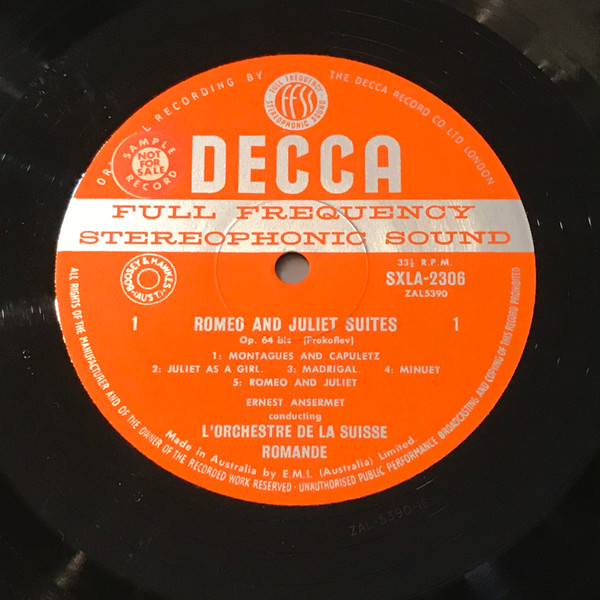 ORIGINAL RECORDING BY THE DECCA RECORD CO. LTD. LONDON
FULL FREQUENCY
FFSS
STEREOPHONIC SOUND
SAMPLE
NOT
FOR
SALE
RECORD
DECCA
FULL FREQUENCY
STEREOPHONIC SOUND
33⅓ R.P.M.
SXLA-2306
ZAL5390
BOOSEY & HAWKES
(AUST)
1 ROMEO AND JULIET SUITES 1
Op. 64 bis (Prokofiev)
1: MONTAGUES AND CAPULETZ
2: JULIET AS A GIRL. 3: MADRIGAL. 4: MINUET
5: ROMEO AND JULIET
ERNEST ANSERMET
conducting
L'ORCHESTRE DE LA SUISSE
ROMANDE
Made in Australia by E.M.I. (Australia) Limited
ALL RIGHTS OF THE MANUFACTURER AND OF THE OWNER OF THE RECORDED WORK RESERVED · UNAUTHORISED PUBLIC PERFORMANCE BROADCASTING AND COPYING OF THIS RECORD PROHIBITED